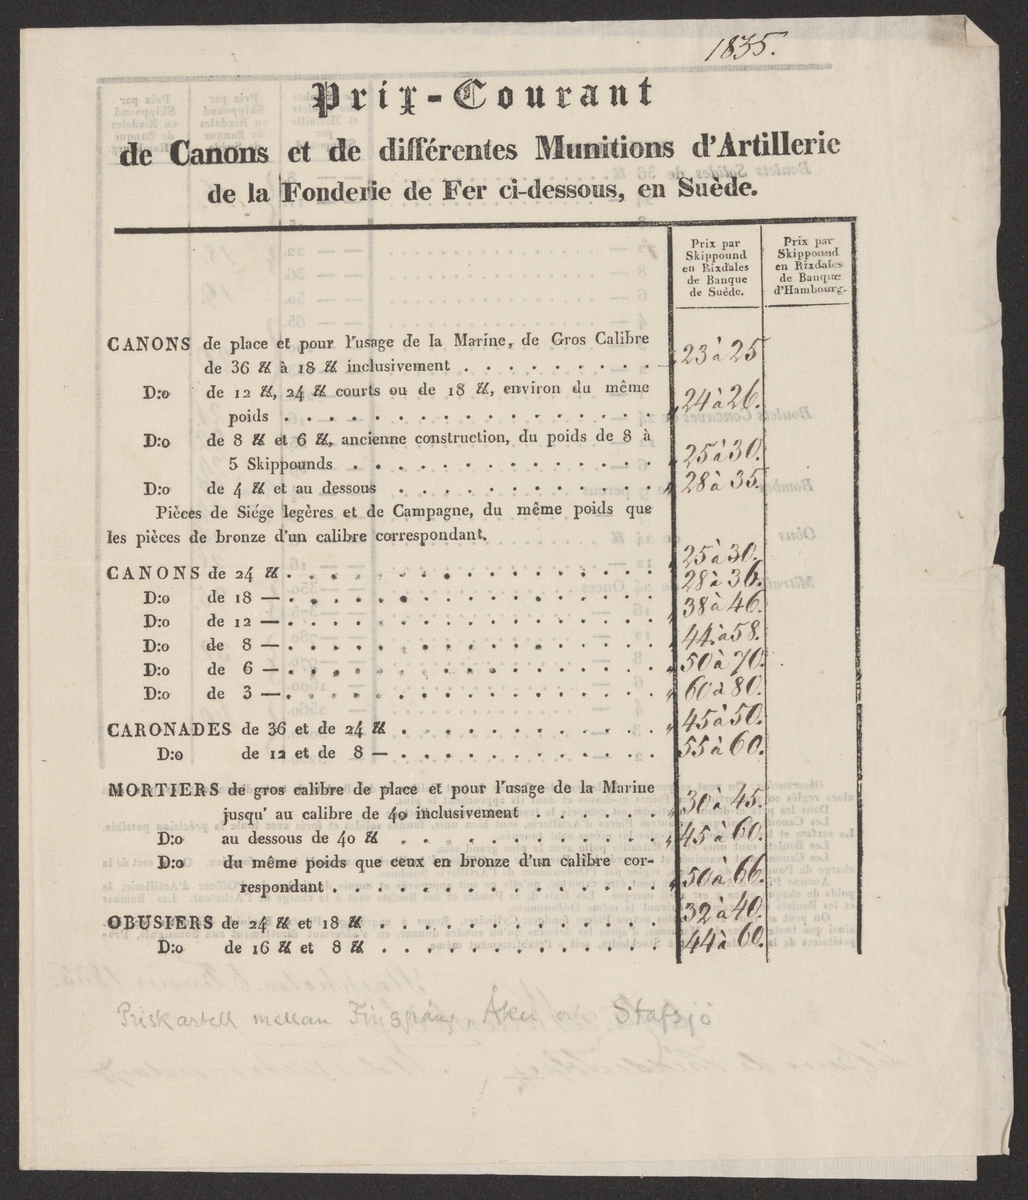 1835.
Prix-Courant
de Canons et de différentes Munitions d'Artillerie
de la Fonderie de Fer ci-dessous, en Suède.
Prix par
Skippound
en Rixdales
de Banque
de Suède.
Prix par
Skippound
en Rixdales
de Banque
d'Hambourg.
CANONS de place et pour l'usage de la Marine, de Gros Calibre
de 36 ℔ à 18 ℔ inclusivement . . . . . . . . . 23 à 25
D:o de 12 ℔, 24 ℔ courts ou de 18 ℔, environ du même
poids . . . . . . . . . . . . . . . . 24 à 26.
D:o de 8 ℔ et 6 ℔, ancienne construction, du poids de 8 à
5 Skippounds . . . . . . . . . . . . . 25 à 30.
D:o de 4 ℔ et au dessous . . . . . . . . . . . 28 à 35.
Pièces de Siége legères et de Campagne, du même poids que
les pièces de bronze d'un calibre correspondant.
CANONS de 24 ℔ . . . . . . . . . . . . . . . . 25 à 30.
D:o de 18 — . . . . . . . . . . . . . . . . 28 à 36.
D:o de 12 — . . . . . . . . . . . . . . . . 38 à 46.
D:o de 8 — . . . . . . . . . . . . . . . . 44 à 58.
D:o de 6 — . . . . . . . . . . . . . . . . 50 à 70.
D:o de 3 — . . . . . . . . . . . . . . . . 60 à 80.
CARONADES de 36 et de 24 ℔ . . . . . . . . . . . 45 à 50.
D:o de 12 et de 8 — . . . . . . . . . . . 55 à 60.
MORTIERS de gros calibre de place et pour l'usage de la Marine
jusqu' au calibre de 40 inclusivement . . . . . . 30 à 45.
D:o au dessous de 40 ℔ . . . . . . . . . . . 45 à 60.
D:o du même poids que ceux en bronze d'un calibre cor-
respondant . . . . . . . . . . . . . . 50 à 66.
OBUSIERS de 24 ℔ et 18 ℔ . . . . . . . . . . . . 32 à 40.
D:o de 16 ℔ et 8 ℔ . . . . . . . . . . . . 44 à 60.
Priskartell mellan Finspång, Åker och Stafsjö